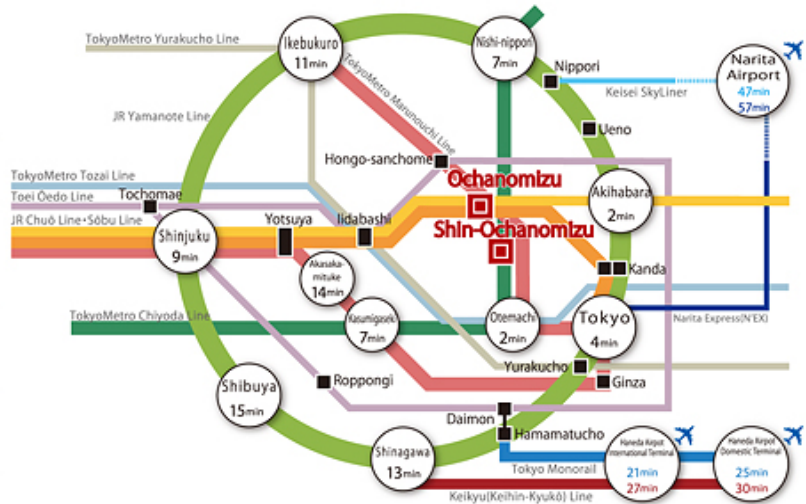 TokyoMetro Yurakucho Line
Ikebukuro
11min
Nishi-nippori
7min
Nippori
Narita
Airport
47min
57min
Keisei SkyLiner
TokyoMetro Marunouchi Line
JR Yamanote Line
Ueno
Hongo-sanchome
TokyoMetro Tozai Line
Toei Ōedo Line
Tochomae
JR Chuō Line・Sōbu Line
Ochanomizu
Akihabara
2min
Shinjuku
9min
Yotsuya
Iidabashi
Shin-Ochanomizu
Akasaka-
mituke
14min
Kanda
TokyoMetro Chiyoda Line
Kasumigaseki
7min
Otemachi
2min
Tokyo
4min
Narita Express(N'EX)
Yurakucho
Ginza
Shibuya
15min
Roppongi
Daimon
Hamamatucho
Shinagawa
13min
Tokyo Monorail
Keikyu(Keihin-Kyukō) Line
Haneda Airpot
International Terminal
21min
27min
Haneda Airpot
Domestic Terminal
25min
30min